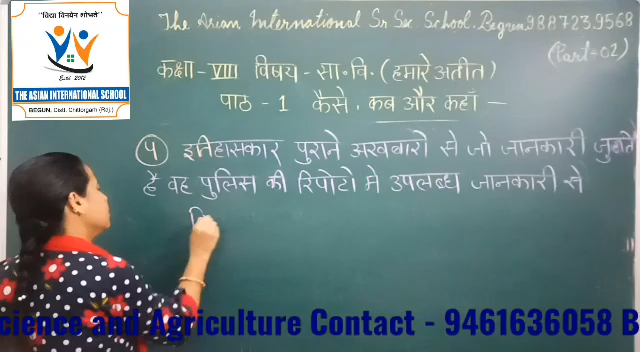 "विद्या विनयेन शोभते"
Estd 2012
THE ASIAN INTERNATIONAL SCHOOL
BEGUN, Distt. Chittorgarh (Raj.)
The Asian International Sr Sec School. Begun 9887239568
(Part-02)
कक्षा - VIII विषय - सा. वि. (हमारे अतीत)
पाठ - 1 कैसे, कब और कहाँ -
५ इतिहासकार पुराने अखबारो से जो जानकारी जुटाते
है वह पुलिस की रिपोटो मे उपलब्ध जानकारी से
cience and Agriculture Contact - 9461636058 B